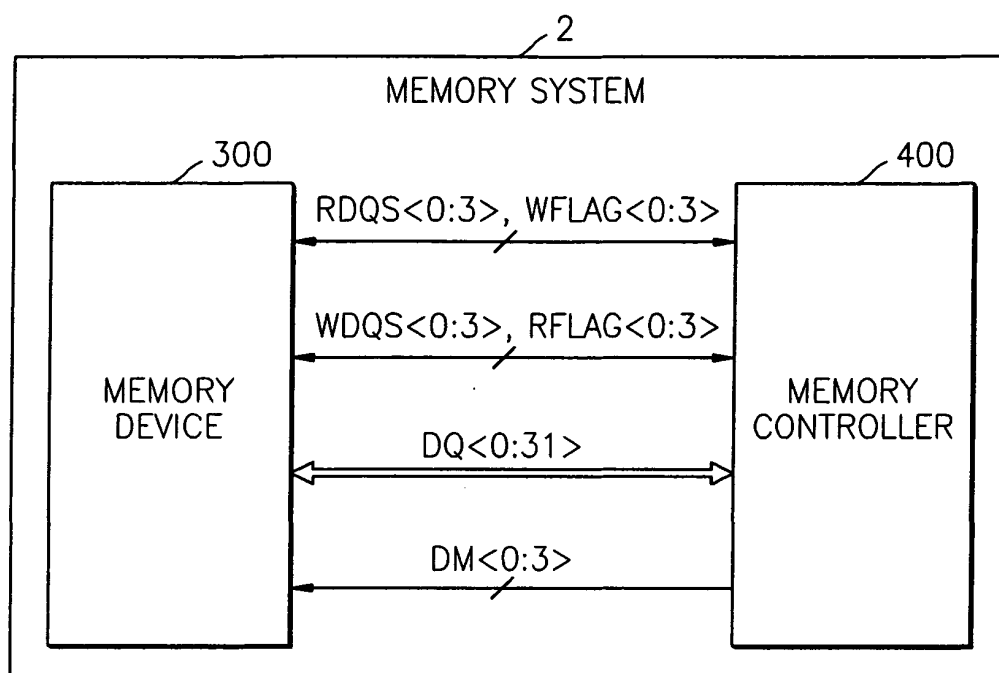 2
MEMORY SYSTEM
300
400
RDQS<0:3>, WFLAG<0:3>
WDQS<0:3>, RFLAG<0:3>
MEMORY
DEVICE
MEMORY
CONTROLLER
DQ<0:31>
DM<0:3>